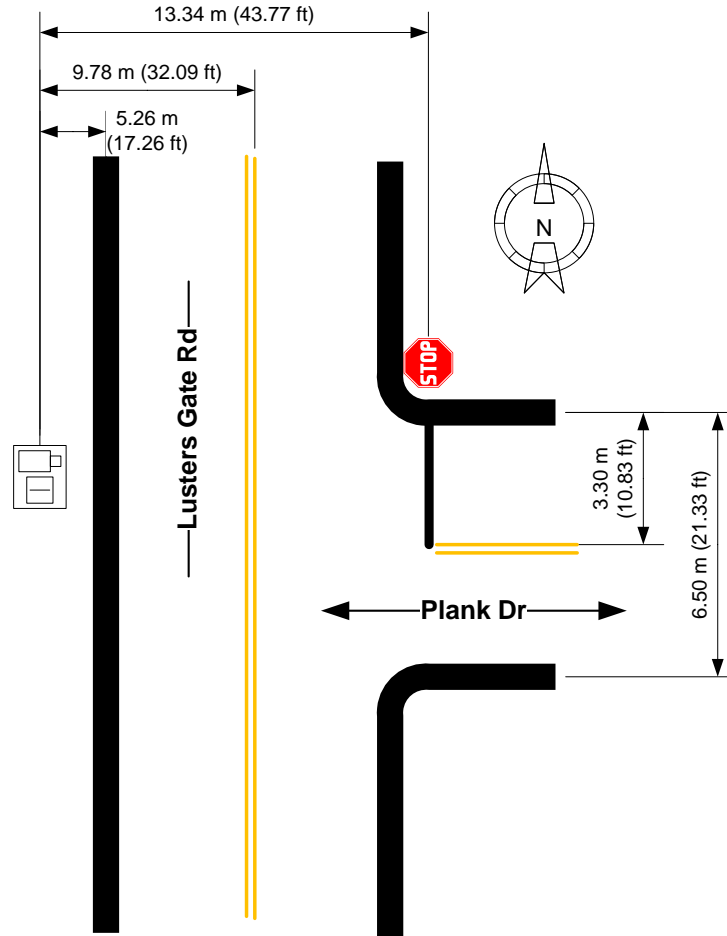 13.34 m (43.77 ft)
9.78 m (32.09 ft)
5.26 m
(17.26 ft)
N
STOP
Lusters Gate Rd
3.30 m
(10.83 ft)
6.50 m (21.33 ft)
Plank Dr